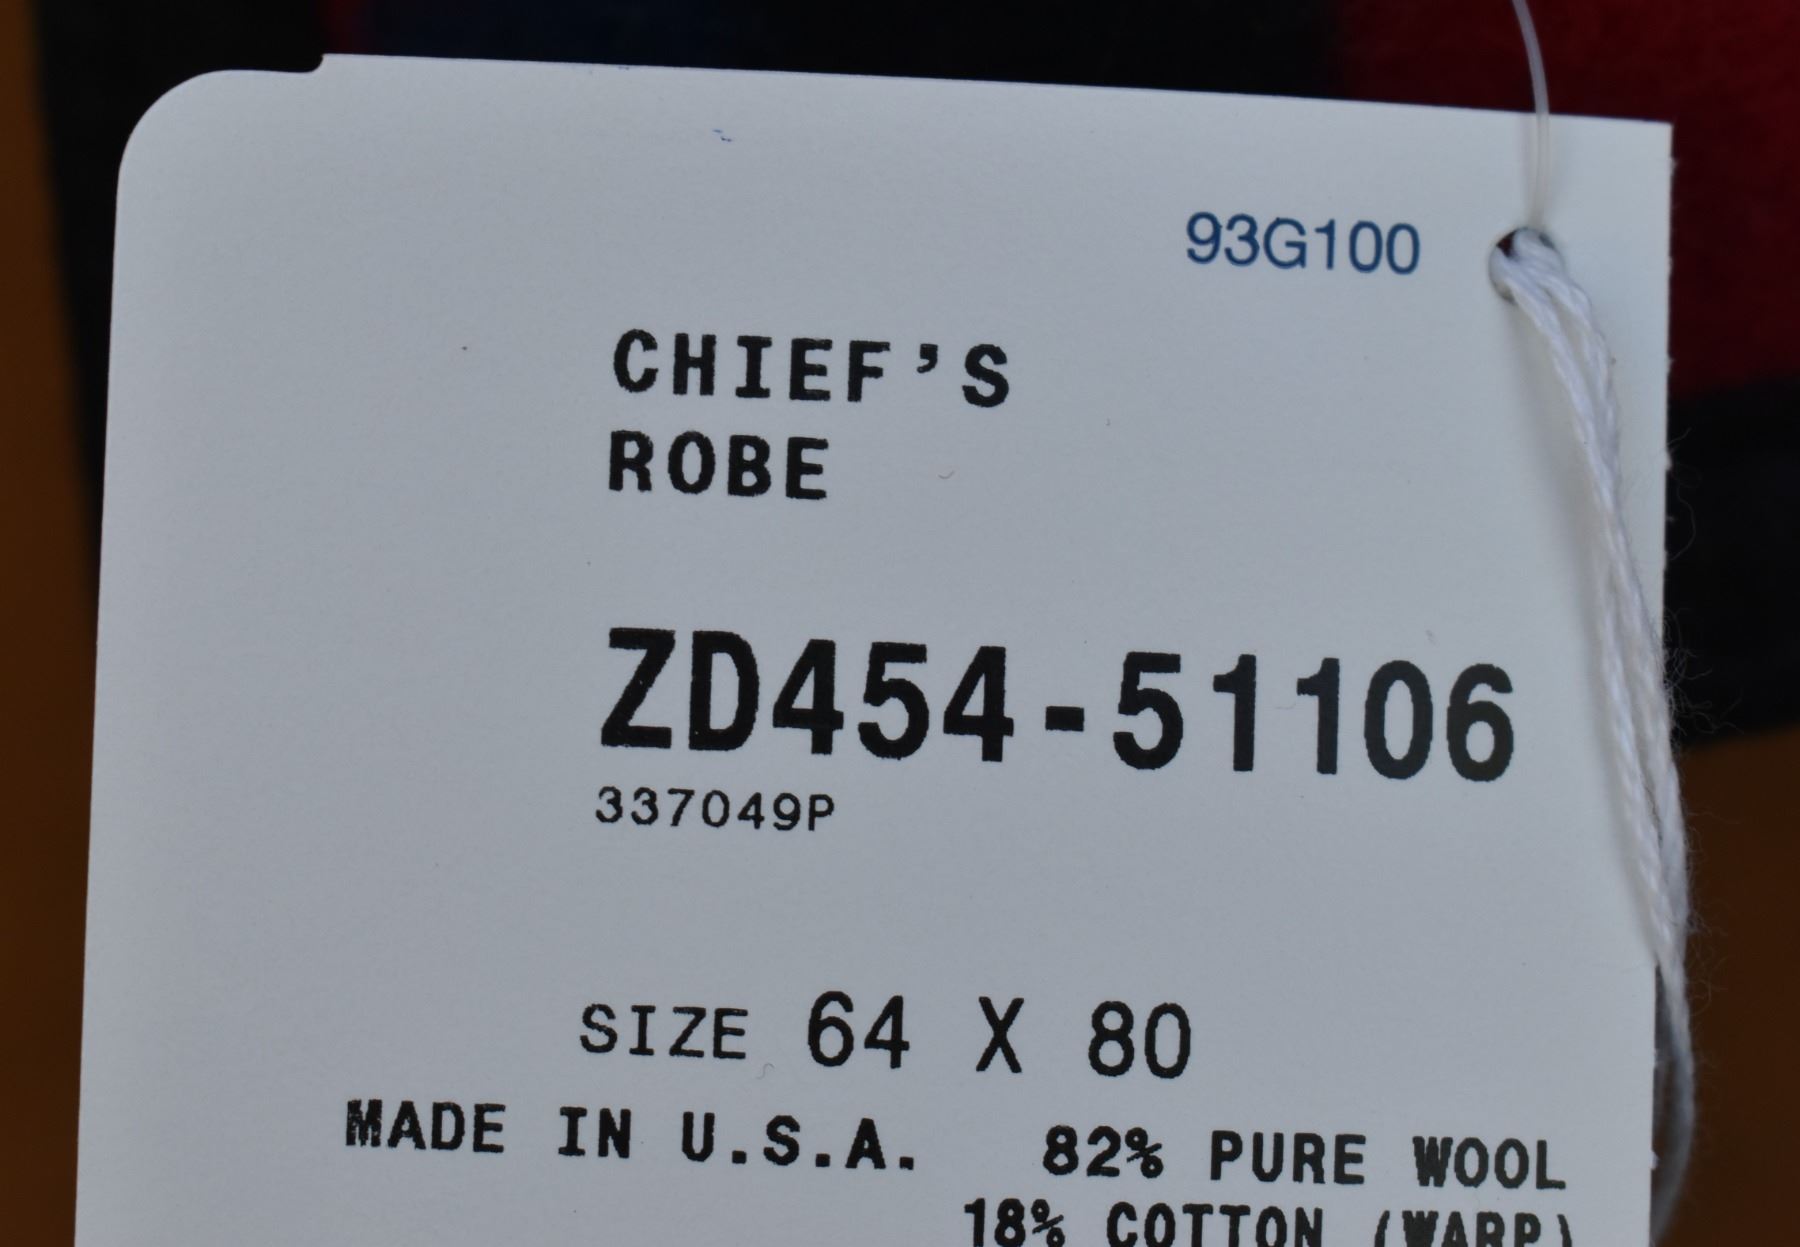 93G100
CHIEF'S
ROBE
ZD454-51106
337049P
SIZE 64 X 80
MADE IN U.S.A. 82% PURE WOOL
18% COTTON (WARP)